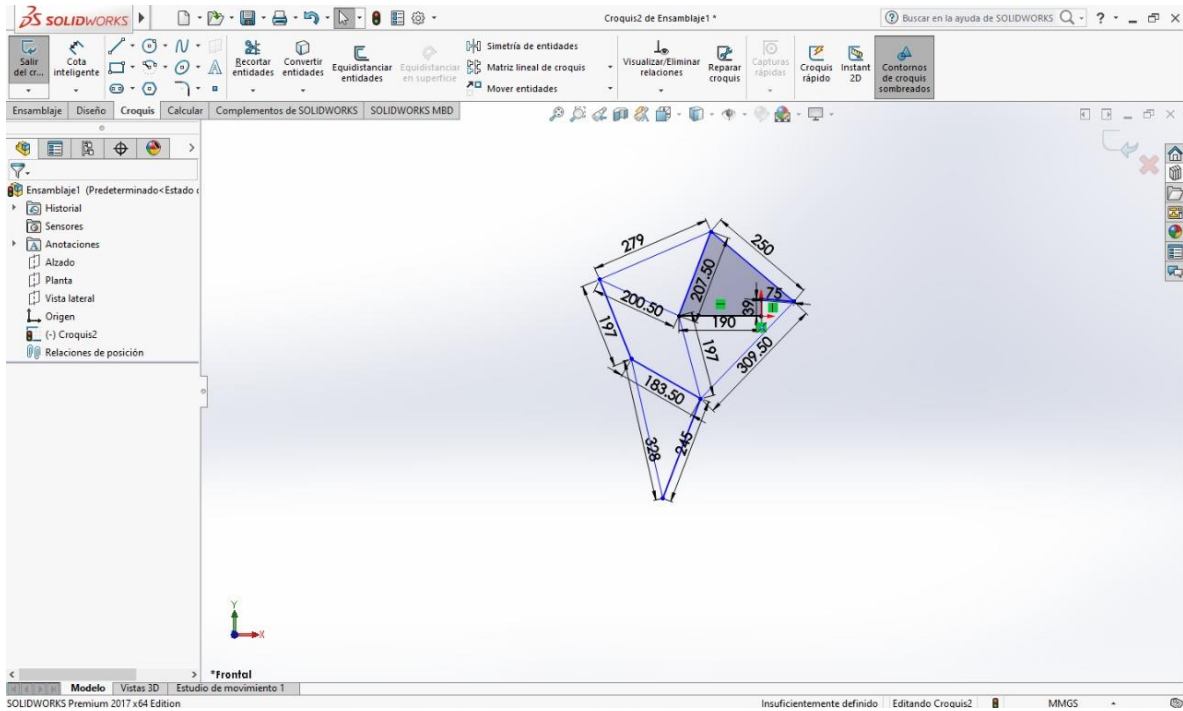 SOLIDWORKS
Croquis2 de Ensamblaje1 *
Buscar en la ayuda de SOLIDWORKS
?
Salir del cr...
Cota inteligente
Recortar entidades
Convertir entidades
Equidistanciar entidades
Equidistanciar en superficie
Simetría de entidades
Matriz lineal de croquis
Mover entidades
Visualizar/Eliminar relaciones
Reparar croquis
Capturas rápidas
Croquis rápido
Instant 2D
Contornos de croquis sombreados
Ensamblaje
Diseño
Croquis
Calcular
Complementos de SOLIDWORKS
SOLIDWORKS MBD
Ensamblaje1 (Predeterminado<Estado
Historial
Sensores
Anotaciones
Alzado
Planta
Vista lateral
Origen
(-) Croquis2
Relaciones de posición
279
250
207.50
200.50
75
39
190
197
197
309.50
183.50
328
245
Y
X
*Frontal
Modelo
Vistas 3D
Estudio de movimiento 1
SOLIDWORKS Premium 2017 x64 Edition
Insuficientemente definido
Editando Croquis2
MMGS